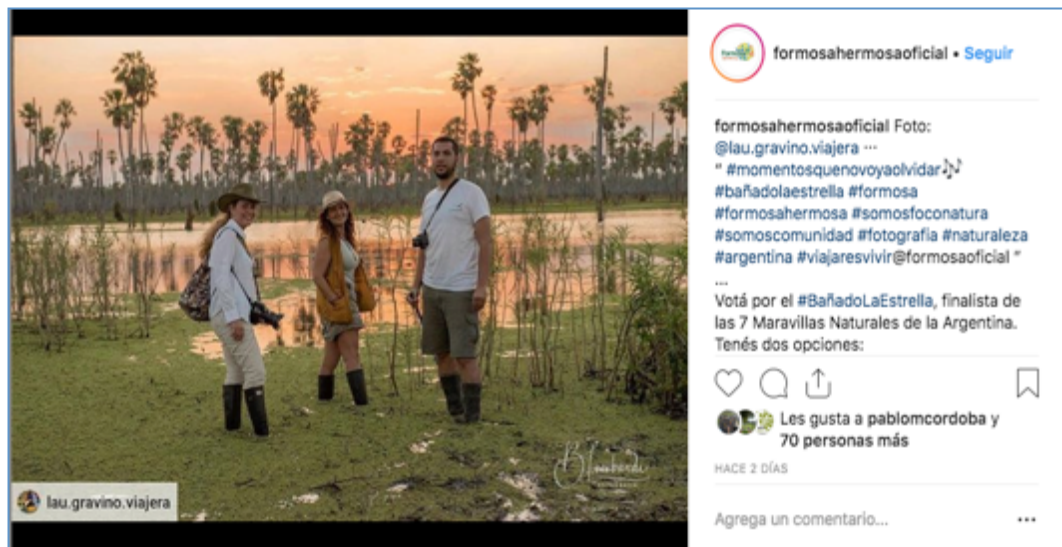 formosahermosaoficial • Seguir
formosahermosaoficial Foto:
@lau.gravino.viajera ...
" #momentosquenovoyaolvidar🎶
#bañadolaestrella #formosa
#formosahermosa #somosfoconatura
#somoscomunidad #fotografia #naturaleza
#argentina #viajaresvivir@formosaoficial "
....
Votá por el #BañadoLaEstrella, finalista de
las 7 Maravillas Naturales de la Argentina.
Tenés dos opciones:
Les gusta a pablomcordoba y
70 personas más
HACE 2 DÍAS
Agrega un comentario...
lau.gravino.viajera